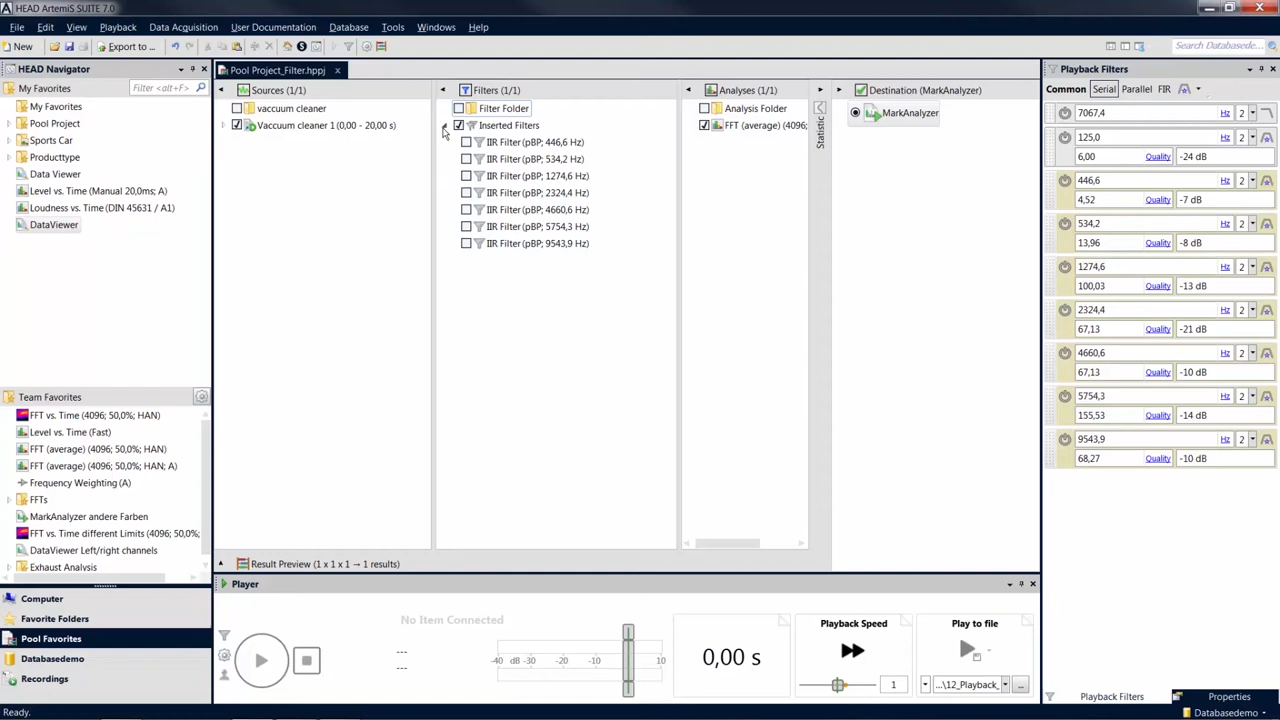 HEAD ArtemiS SUITE 7.0
File Edit View Playback Data Acquisition User Documentation Database Tools Windows Help
New Export to ... Search Databasede...
HEAD Navigator
My Favorites Filter <alt+F>
My Favorites
Pool Project
Sports Car
Producttype
Data Viewer
Level vs. Time (Manual 20,0ms; A)
Loudness vs. Time (DIN 45631 / A1)
DataViewer
Team Favorites
FFT vs. Time (4096; 50,0%; HAN)
Level vs. Time (Fast)
FFT (average) (4096; 50,0%; HAN)
FFT (average) (4096; 50,0%; HAN; A)
Frequency Weighting (A)
FFTs
MarkAnalyzer andere Farben
FFT vs. Time different Limits (4096; 50,0%;
DataViewer Left/right channels
Exhaust Analysis
Computer
Favorite Folders
Pool Favorites
Databasedemo
Recordings
Ready.
Pool Project_Filter.hppj x
Sources (1/1)
vaccuum cleaner
Vaccuum cleaner 1 (0,00 - 20,00 s)
Filters (1/1)
Filter Folder
Inserted Filters
IIR Filter (pBP; 446,6 Hz)
IIR Filter (pBP; 534,2 Hz)
IIR Filter (pBP; 1274,6 Hz)
IIR Filter (pBP; 2324,4 Hz)
IIR Filter (pBP; 4660,6 Hz)
IIR Filter (pBP; 5754,3 Hz)
IIR Filter (pBP; 9543,9 Hz)
Analyses (1/1)
Analysis Folder
FFT (average) (4096;
Statistic
Destination (MarkAnalyzer)
MarkAnalyzer
Result Preview (1 x 1 x 1 → 1 results)
Player
No Item Connected
---
---
-40 dB -30 -20 -10 10
0,00 s
Playback Speed
1
Play to file
...\12_Playback_ ...
Playback Filters
Common Serial Parallel FIR
7067,4 Hz 2
125,0 Hz 2
6,00 Quality -24 dB
446,6 Hz 2
4,52 Quality -7 dB
534,2 Hz 2
13,96 Quality -8 dB
1274,6 Hz 2
100,03 Quality -13 dB
2324,4 Hz 2
67,13 Quality -21 dB
4660,6 Hz 2
67,13 Quality -10 dB
5754,3 Hz 2
155,53 Quality -14 dB
9543,9 Hz 2
68,27 Quality -10 dB
Playback Filters Properties
Databasedemo